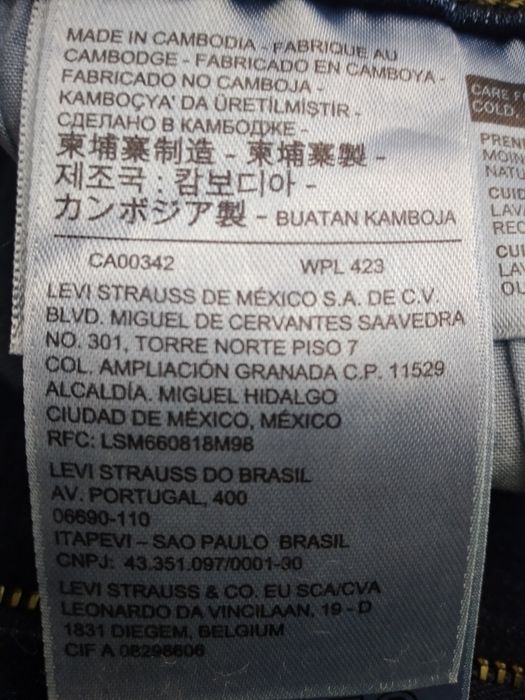 MADE IN CAMBODIA - FABRIQUE AU
CAMBODGE - FABRICADO EN CAMBOYA -
FABRICADO NO CAMBOJA -
KAMBOÇYA' DA ÜRETİLMİŞTİR -
СДЕЛАНО В КАМБОДЖЕ -
柬埔寨制造 - 柬埔寨製 -
제조국 : 캄보디아 -
カンボジア製 - BUATAN KAMBOJA
CA00342 WPL 423
LEVI STRAUSS DE MÉXICO S.A. DE C.V.
BLVD. MIGUEL DE CERVANTES SAAVEDRA
NO. 301, TORRE NORTE PISO 7
COL. AMPLIACIÓN GRANADA C.P. 11529
ALCALDÍA. MIGUEL HIDALGO
CIUDAD DE MÉXICO, MÉXICO
RFC: LSM660818M98
LEVI STRAUSS DO BRASIL
AV. PORTUGAL, 400
06690-110
ITAPEVI – SAO PAULO BRASIL
CNPJ: 43.351.097/0001-30
LEVI STRAUSS & CO. EU SCA/CVA
LEONARDO DA VINCILAAN, 19 - D
1831 DIEGEM, BELGIUM
CIF A 08298606
CARE
COLD,